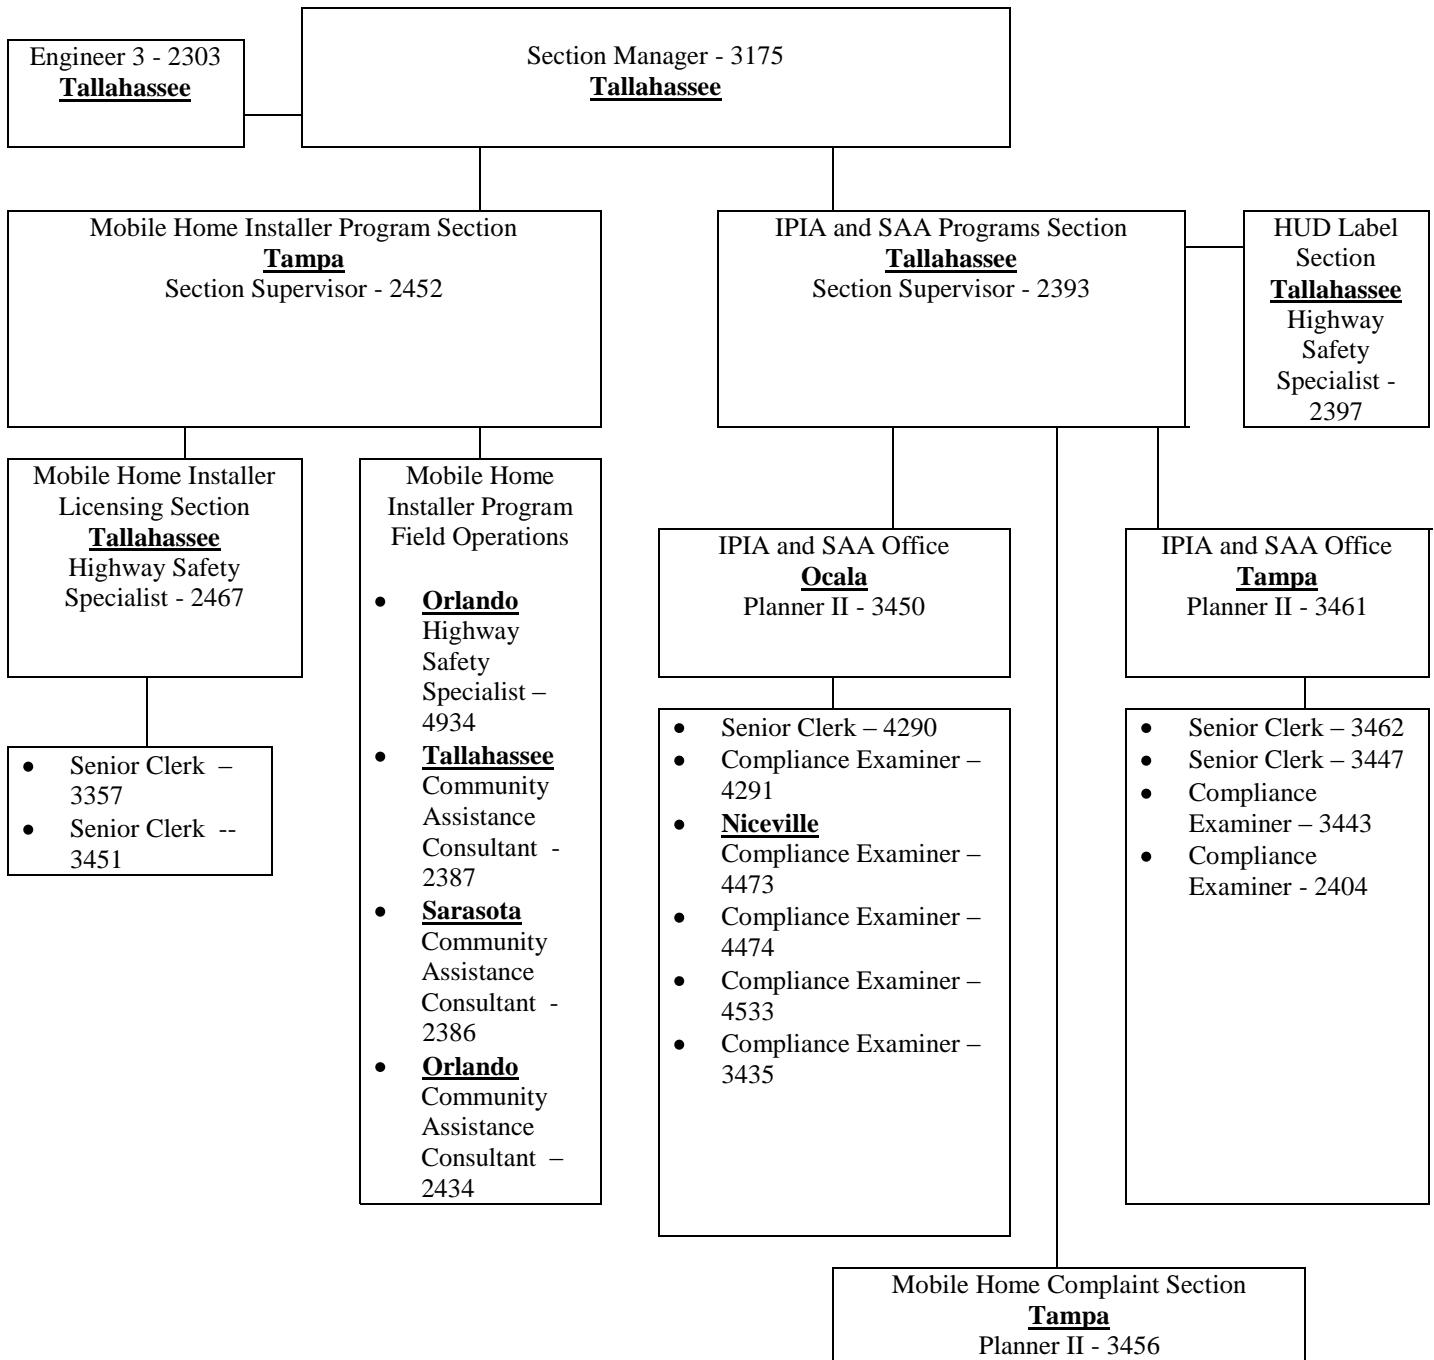 Engineer 3 - 2303
Tallahassee
Section Manager - 3175
Tallahassee
Mobile Home Installer Program Section
Tampa
Section Supervisor - 2452
IPIA and SAA Programs Section
Tallahassee
Section Supervisor - 2393
HUD Label
Section
Tallahassee
Highway
Safety
Specialist -
2397
Mobile Home Installer
Licensing Section
Tallahassee
Highway Safety
Specialist - 2467
Mobile Home
Installer Program
Field Operations
● Orlando
Highway
Safety
Specialist –
4934
● Tallahassee
Community
Assistance
Consultant -
2387
● Sarasota
Community
Assistance
Consultant -
2386
● Orlando
Community
Assistance
Consultant –
2434
IPIA and SAA Office
Ocala
Planner II - 3450
IPIA and SAA Office
Tampa
Planner II - 3461
● Senior Clerk –
3357
● Senior Clerk --
3451
● Senior Clerk – 4290
● Compliance Examiner –
4291
● Niceville
Compliance Examiner –
4473
● Compliance Examiner –
4474
● Compliance Examiner –
4533
● Compliance Examiner –
3435
● Senior Clerk – 3462
● Senior Clerk – 3447
● Compliance
Examiner – 3443
● Compliance
Examiner - 2404
Mobile Home Complaint Section
Tampa
Planner II - 3456